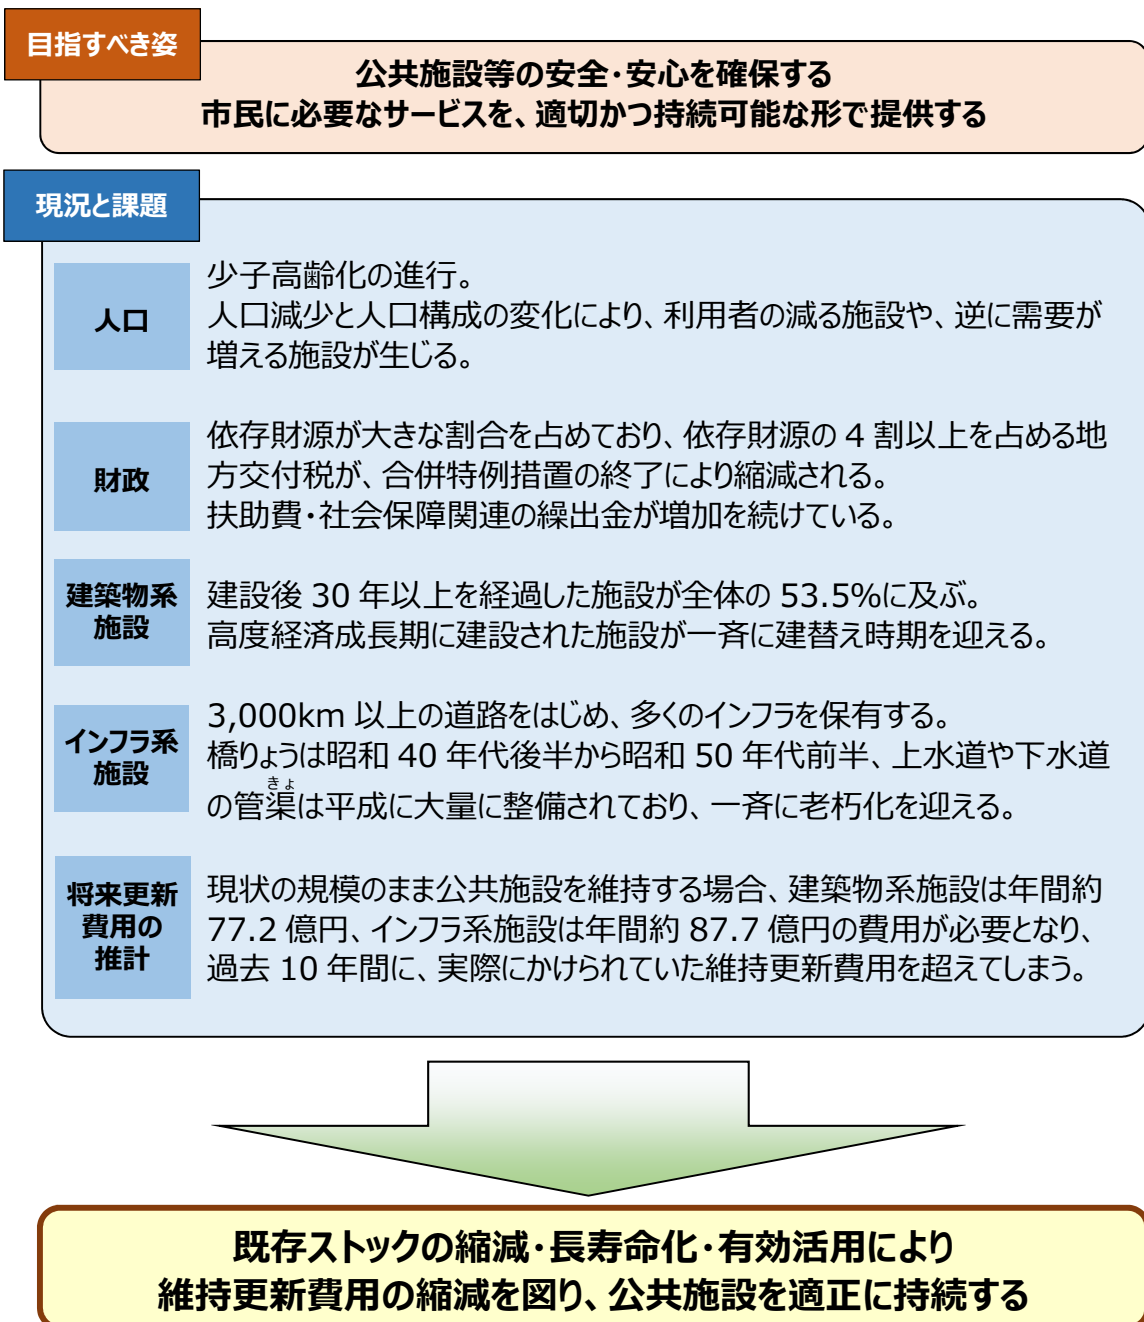 目指すべき姿
公共施設等の安全・安心を確保する
市民に必要なサービスを、適切かつ持続可能な形で提供する
現況と課題
人口
少子高齢化の進行。
人口減少と人口構成の変化により、利用者の減る施設や、逆に需要が
増える施設が生じる。
財政
依存財源が大きな割合を占めており、依存財源の 4 割以上を占める地
方交付税が、合併特例措置の終了により縮減される。
扶助費・社会保障関連の繰出金が増加を続けている。
建築物系
施設
建設後 30 年以上を経過した施設が全体の 53.5%に及ぶ。
高度経済成長期に建設された施設が一斉に建替え時期を迎える。
インフラ系
施設
3,000km 以上の道路をはじめ、多くのインフラを保有する。
橋りょうは昭和 40 年代後半から昭和 50 年代前半、上水道や下水道
きょ
の管渠は平成に大量に整備されており、一斉に老朽化を迎える。
将来更新
費用の
推計
現状の規模のまま公共施設を維持する場合、建築物系施設は年間約
77.2 億円、インフラ系施設は年間約 87.7 億円の費用が必要となり、
過去 10 年間に、実際にかけられていた維持更新費用を超えてしまう。
既存ストックの縮減・長寿命化・有効活用により
維持更新費用の縮減を図り、公共施設を適正に持続する